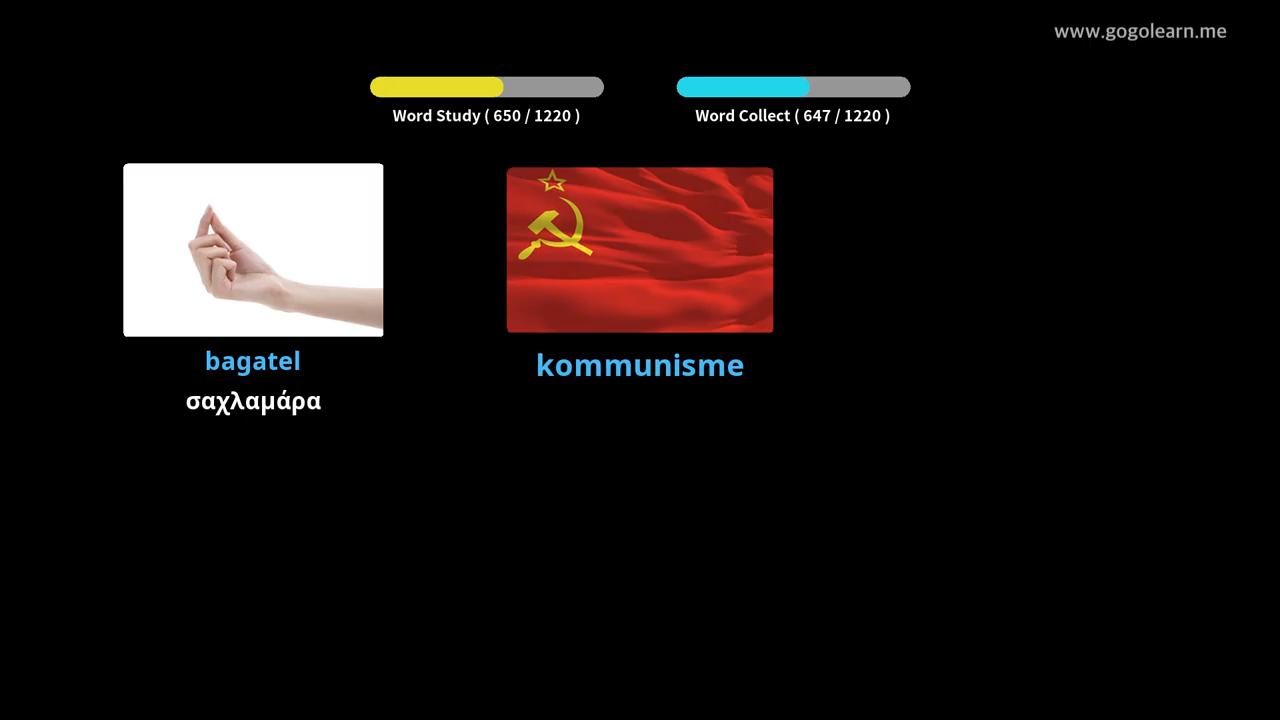 www.gogolearn.me
Word Study ( 650 / 1220 )
Word Collect ( 647 / 1220 )
bagatel
σαχλαμάρα
kommunisme